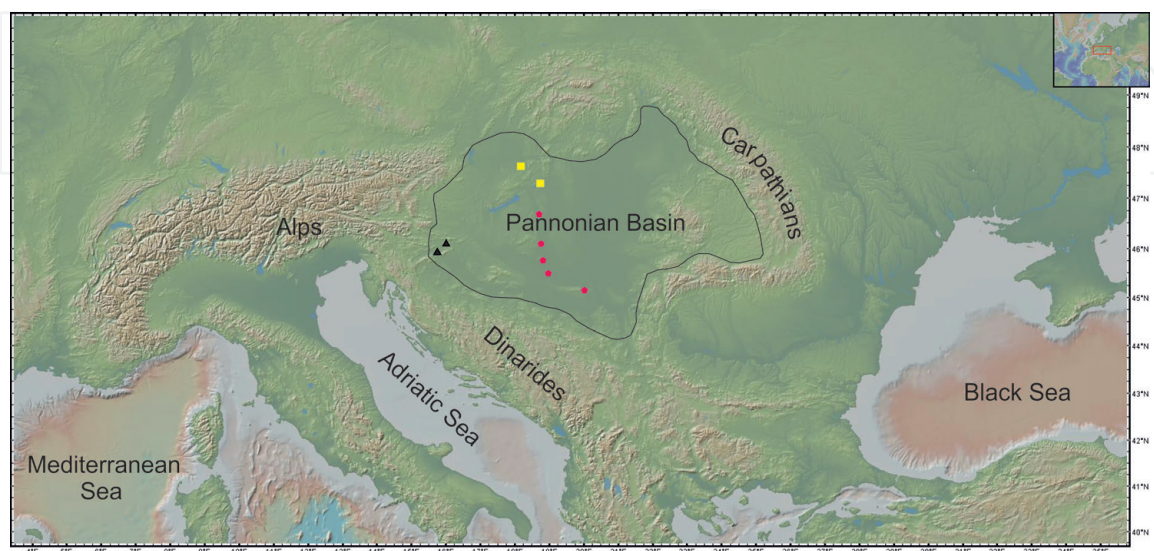 49°N
48°N
Carpathians
47°N
Pannonian Basin
Alps
46°N
45°N
44°N
Dinarides
Adriatic Sea
43°N
Black Sea
42°N
Mediterranean
Sea
41°N
40°N